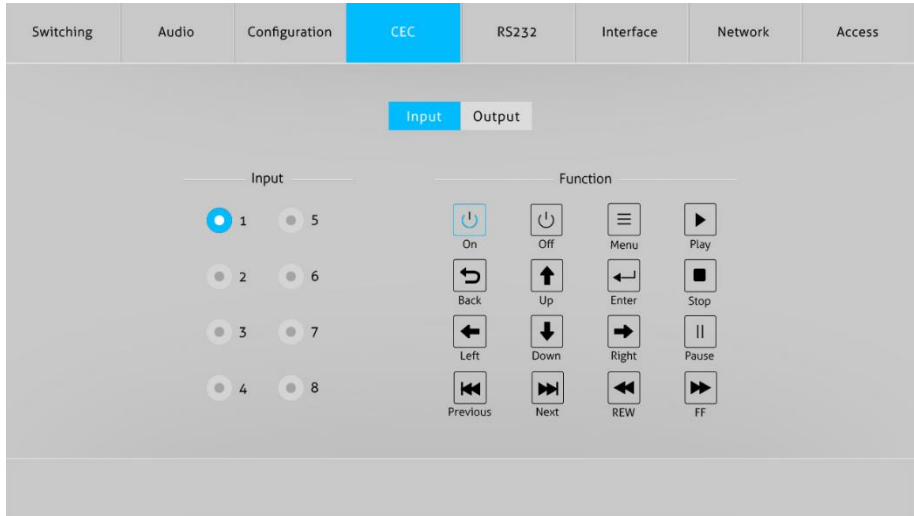 Switching Audio Configuration CEC RS232 Interface Network Access
Input Output
Input Function
1 5 On Off Menu Play
2 6 Back Up Enter Stop
3 7 Left Down Right Pause
4 8 Previous Next REW FF